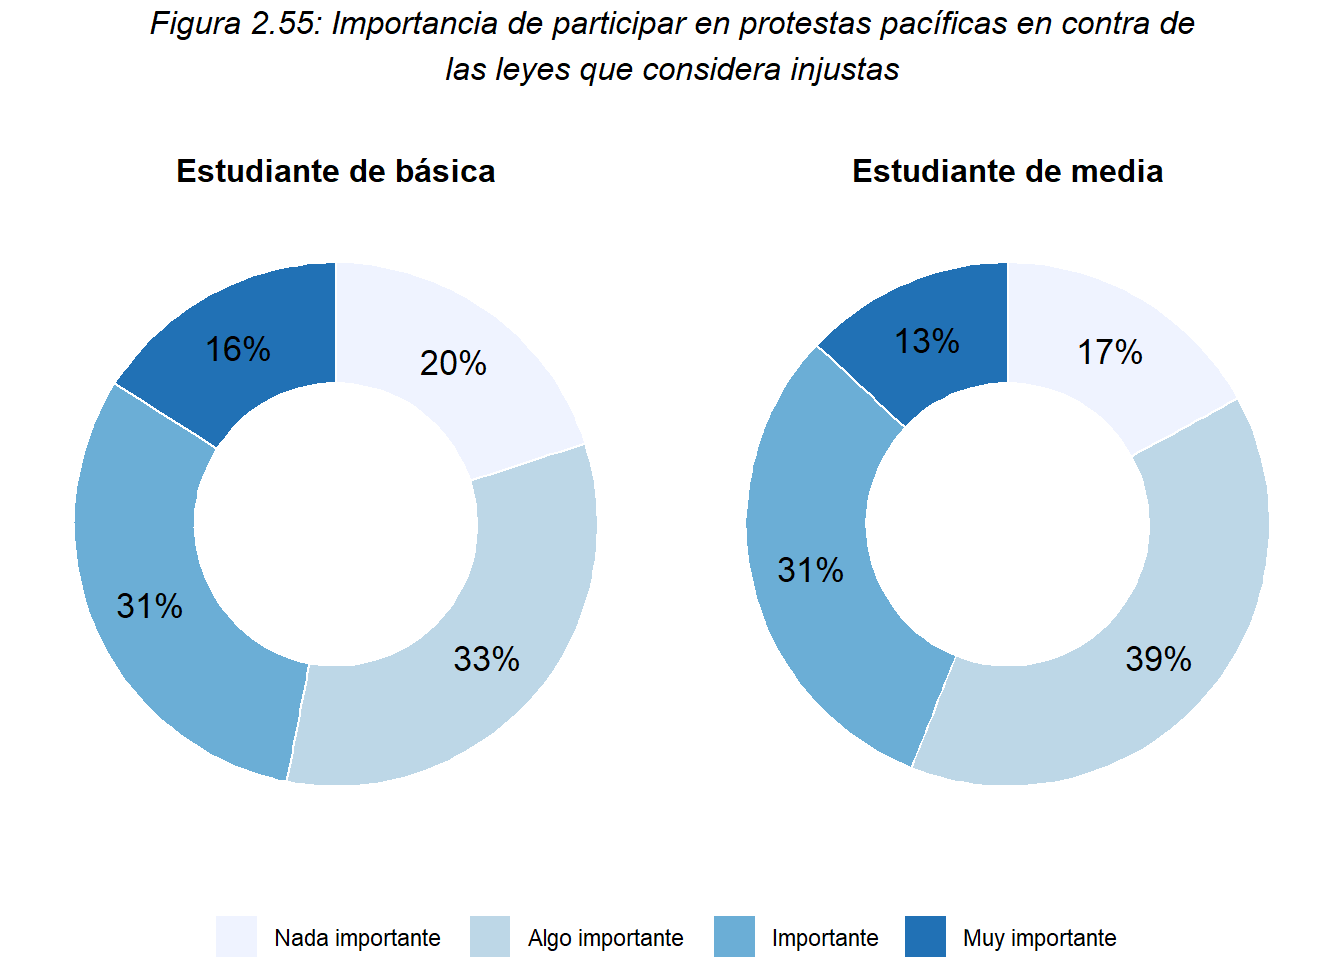 Figura 2.55: Importancia de participar en protestas pacíficas en contra de
las leyes que considera injustas
Estudiante de básica
16%
20%
31%
33%
Estudiante de media
13%
17%
31%
39%
Nada importante
Algo importante
Importante
Muy importante